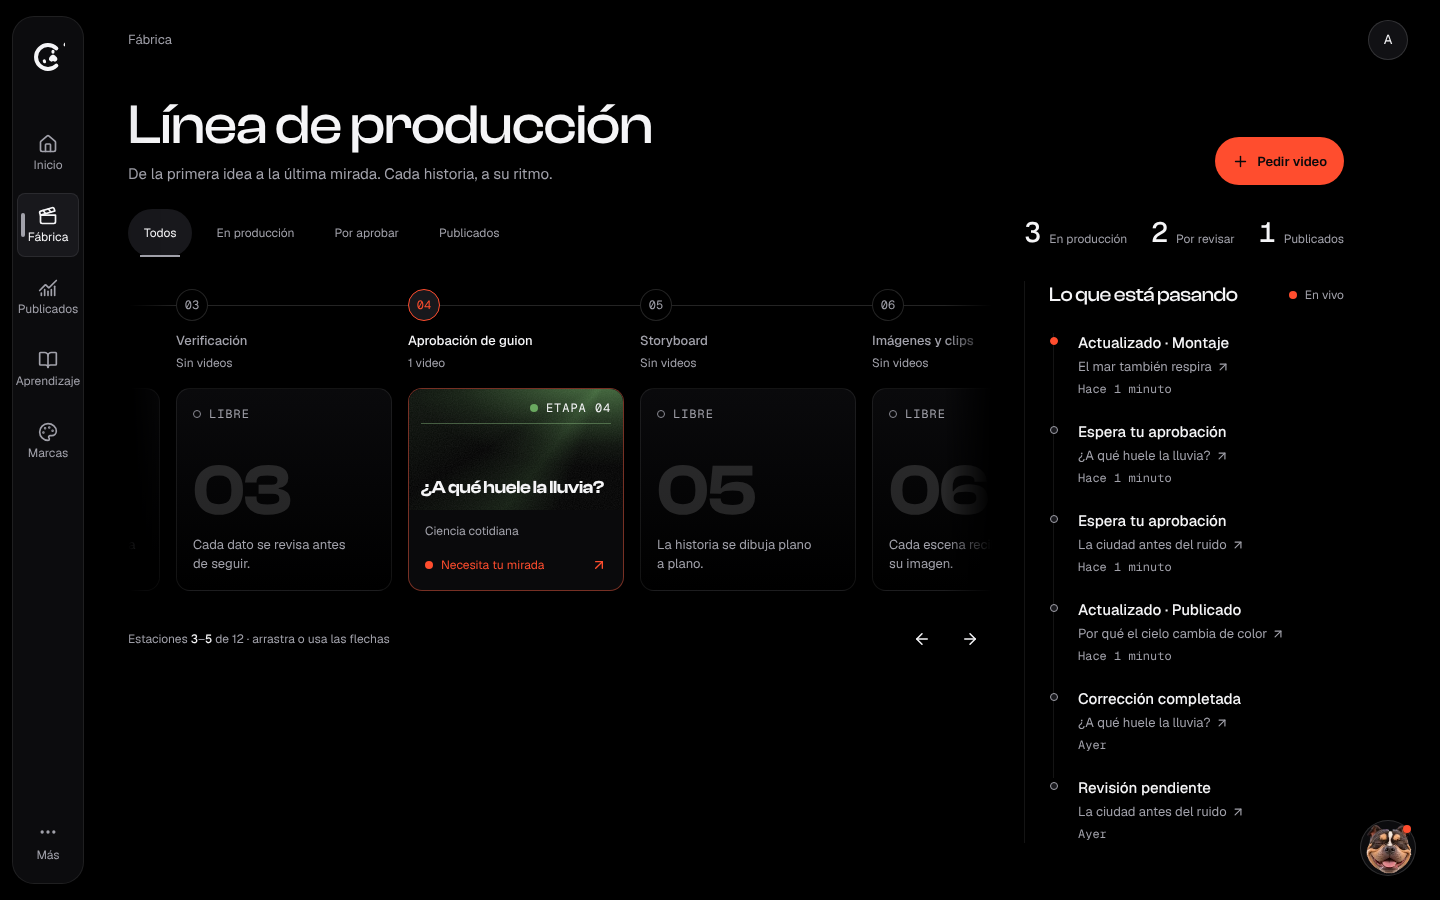 Fábrica
A
Inicio
Fábrica
Publicados
Aprendizaje
Marcas
Más
Línea de producción
De la primera idea a la última mirada. Cada historia, a su ritmo.
+ Pedir video
Todos
En producción
Por aprobar
Publicados
3 En producción
2 Por revisar
1 Publicados
03
Verificación
Sin videos
LIBRE
03
Cada dato se revisa antes
de seguir.
04
Aprobación de guion
1 video
ETAPA 04
¿A qué huele la lluvia?
Ciencia cotidiana
Necesita tu mirada
05
Storyboard
Sin videos
LIBRE
05
La historia se dibuja plano
a plano.
06
Imágenes y clips
Sin videos
LIBRE
06
Cada escena
su imagen.
Estaciones 3–5 de 12 · arrastra o usa las flechas
Lo que está pasando
En vivo
Actualizado · Montaje
El mar también respira
Hace 1 minuto
Espera tu aprobación
¿A qué huele la lluvia?
Hace 1 minuto
Espera tu aprobación
La ciudad antes del ruido
Hace 1 minuto
Actualizado · Publicado
Por qué el cielo cambia de color
Hace 1 minuto
Corrección completada
¿A qué huele la lluvia?
Ayer
Revisión pendiente
La ciudad antes del ruido
Ayer